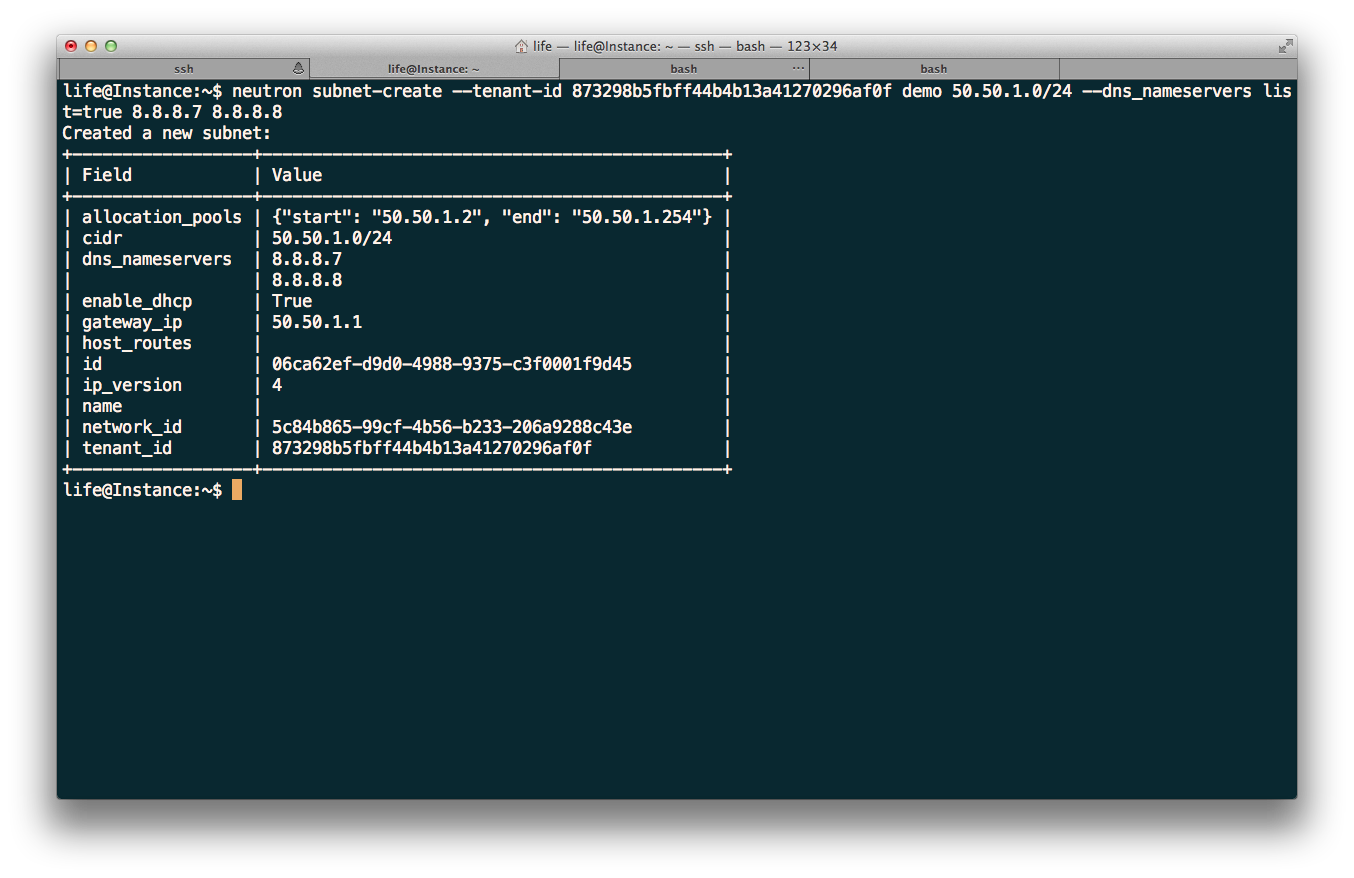 life — life@Instance: ~ — ssh — bash — 123×34
ssh life@Instance: ~ bash ... bash
life@Instance:~$ neutron subnet-create --tenant-id 873298b5fbff44b4b13a41270296af0f demo 50.50.1.0/24 --dns_nameservers lis
t=true 8.8.8.7 8.8.8.8
Created a new subnet:
+------------------+----------------------------------------------+
| Field            | Value                                        |
+------------------+----------------------------------------------+
| allocation_pools | {"start": "50.50.1.2", "end": "50.50.1.254"} |
| cidr             | 50.50.1.0/24                                 |
| dns_nameservers  | 8.8.8.7                                      |
|                  | 8.8.8.8                                      |
| enable_dhcp      | True                                         |
| gateway_ip       | 50.50.1.1                                    |
| host_routes      |                                              |
| id               | 06ca62ef-d9d0-4988-9375-c3f0001f9d45         |
| ip_version       | 4                                            |
| name             |                                              |
| network_id       | 5c84b865-99cf-4b56-b233-206a9288c43e         |
| tenant_id        | 873298b5fbff44b4b13a41270296af0f             |
+------------------+----------------------------------------------+
life@Instance:~$